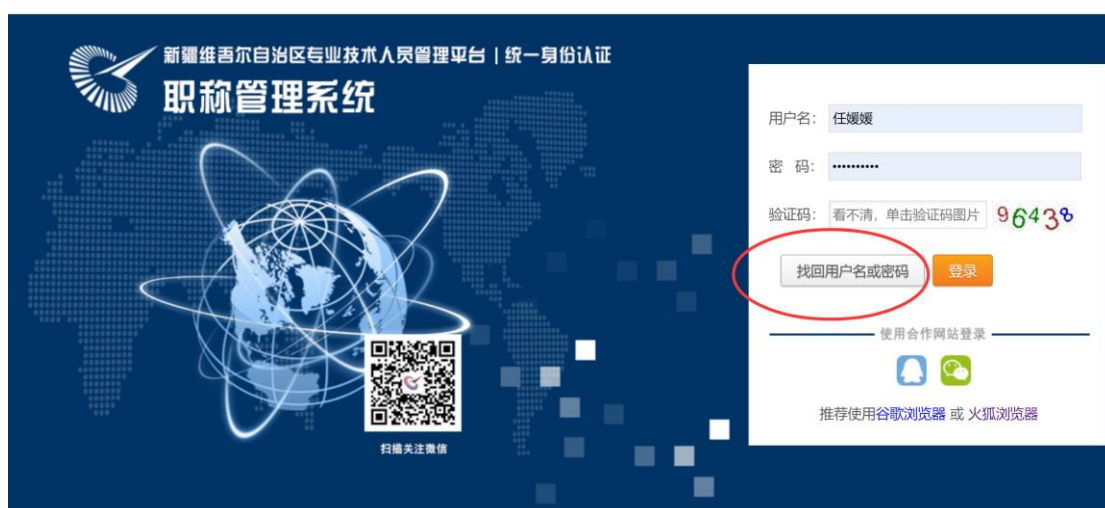 新疆维吾尔自治区专业技术人员管理平台|统一身份认证
职称管理系统
用户名： 任媛媛
密 码： ••••••••••
验证码： 看不清，单击验证码图片 96438
找回用户名或密码 登录
使用合作网站登录
推荐使用谷歌浏览器 或 火狐浏览器
扫描关注微信